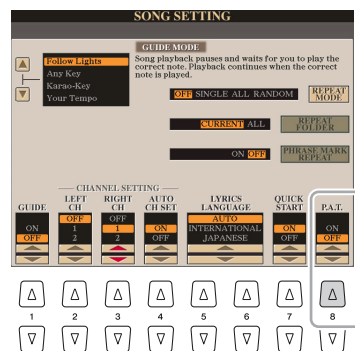 SONG SETTING
GUIDE MODE
Follow Lights
Any Key
Karao-Key
Your Tempo
Song playback pauses and waits for you to play the
correct note. Playback continues when the correct
note is played.
OFF SINGLE ALL RANDOM
REPEAT
MODE
CURRENT ALL
REPEAT
FOLDER
ON OFF
PHRASE MARK
REPEAT
CHANNEL SETTING
GUIDE
LEFT
CH
RIGHT
CH
AUTO
CH SET
LYRICS
LANGUAGE
QUICK
START
P.A.T.
ON
OFF
OFF
1
2
OFF
1
2
ON
OFF
AUTO
INTERNATIONAL
JAPANESE
ON
OFF
ON
OFF
1 2 3 4 5 6 7 8